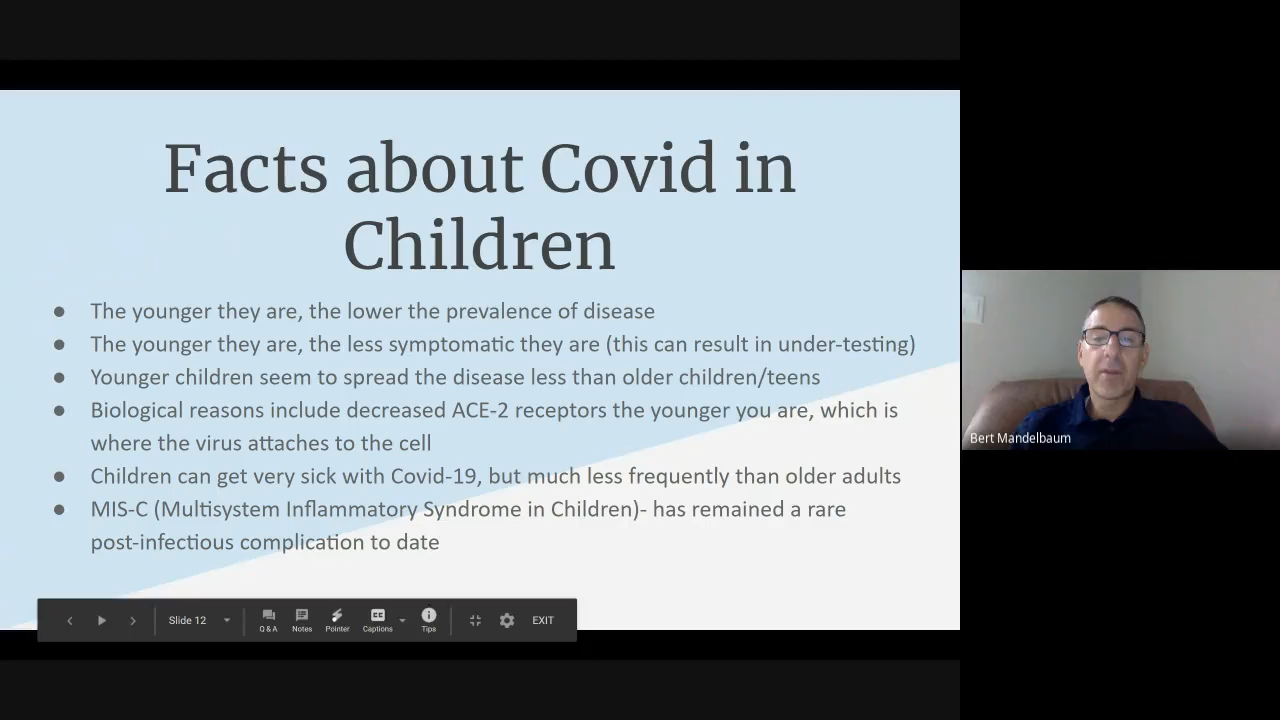 Facts about Covid in
Children
● The younger they are, the lower the prevalence of disease
● The younger they are, the less symptomatic they are (this can result in under-testing)
● Younger children seem to spread the disease less than older children/teens
● Biological reasons include decreased ACE-2 receptors the younger you are, which is
where the virus attaches to the cell
● Children can get very sick with Covid-19, but much less frequently than older adults
● MIS-C (Multisystem Inflammatory Syndrome in Children)- has remained a rare
post-infectious complication to date
Bert Mandelbaum
Slide 12
Q & A Notes Pointer Captions Tips
EXIT